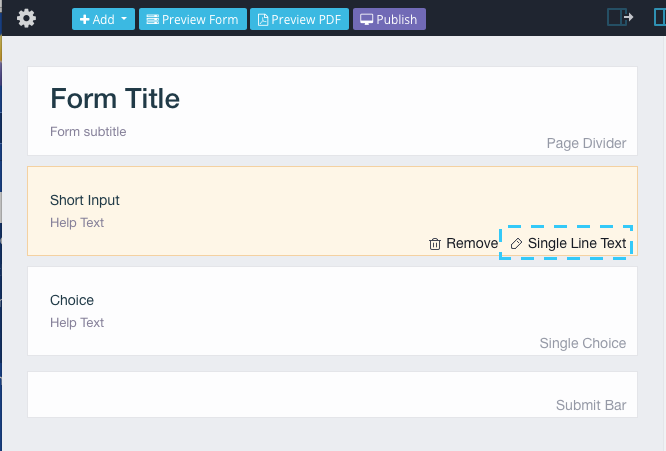 Add Preview Form Preview PDF Publish
Form Title
Form subtitle
Page Divider
Short Input
Help Text
Remove Single Line Text
Choice
Help Text
Single Choice
Submit Bar